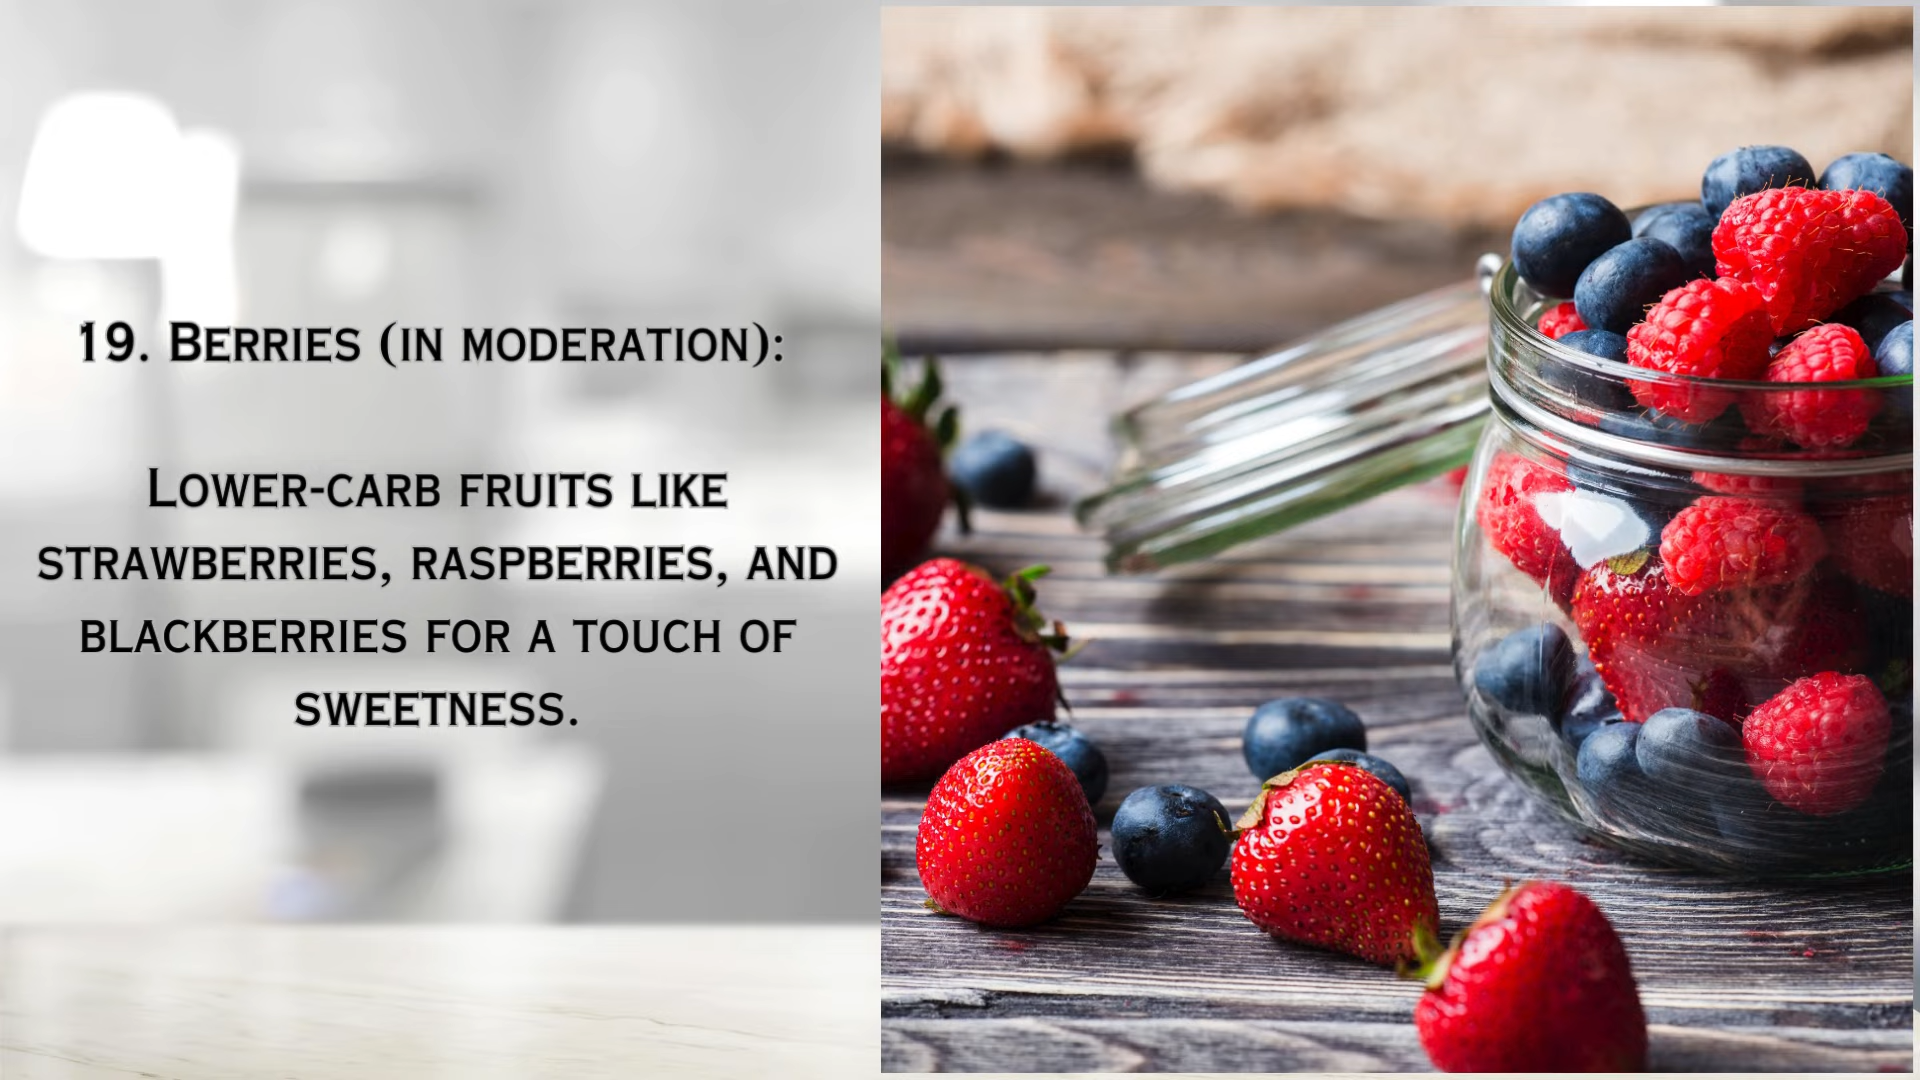 19. Berries (in moderation):
Lower-carb fruits like
strawberries, raspberries, and
blackberries for a touch of
sweetness.